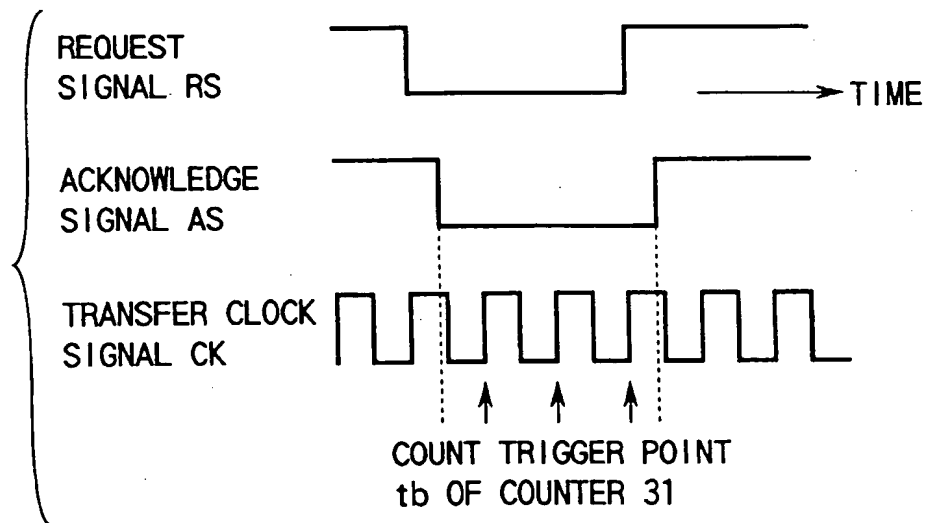 REQUEST
SIGNAL RS
TIME
ACKNOWLEDGE
SIGNAL AS
TRANSFER CLOCK
SIGNAL CK
COUNT TRIGGER POINT
tb OF COUNTER 31